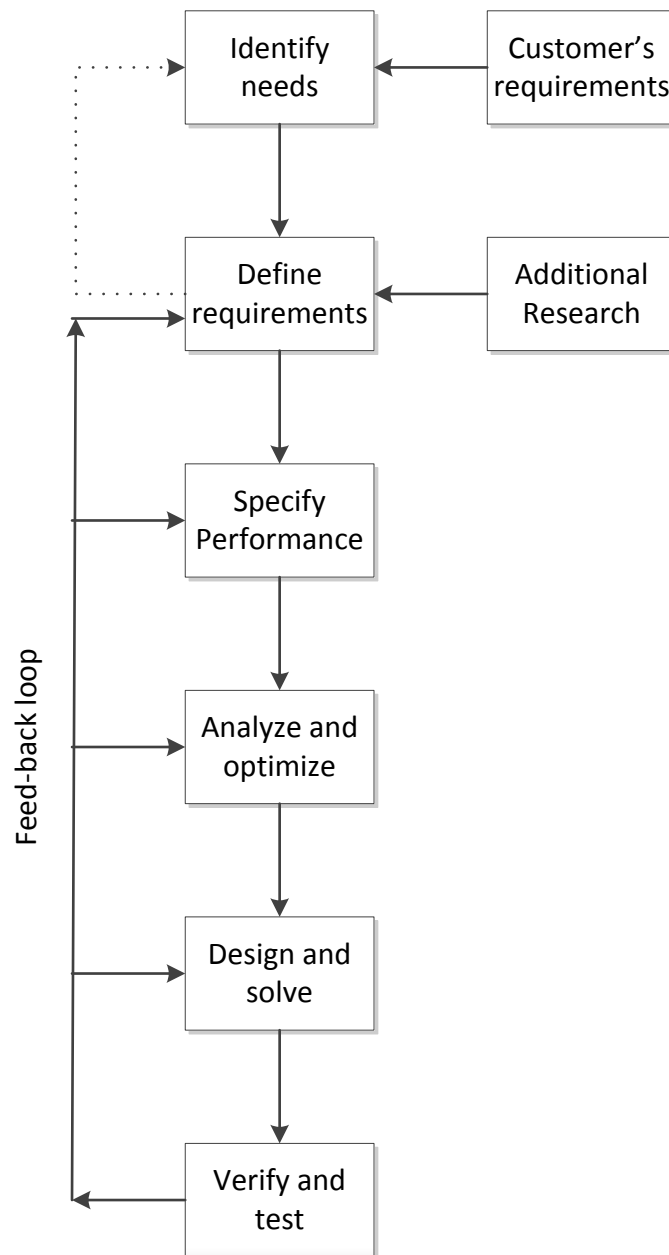 Identify
needs
Customer’s
requirements
Define
requirements
Additional
Research
Specify
Performance
Analyze and
optimize
Feed-back loop
Design and
solve
Verify and
test